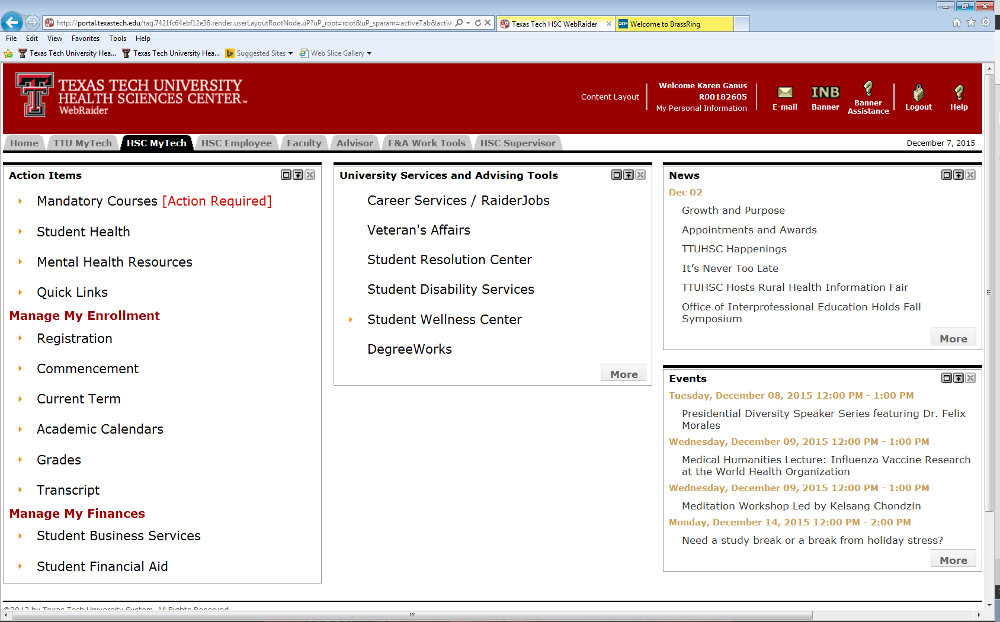 http://portal.texastech.edu/tag.7421fc64ebf12e36.render.userLayoutRootNode.uP?uP_root=root&uP_sparam=activeTab&activ
Texas Tech HSC WebRaider
IBM Welcome to BrassRing
File Edit View Favorites Tools Help
Texas Tech University Hea... Texas Tech University Hea... Suggested Sites Web Slice Gallery
TEXAS TECH UNIVERSITY
HEALTH SCIENCES CENTER™
WebRaider
Content Layout
Welcome Karen Ganus
R00182605
My Personal Information
E-mail
INB
Banner
Banner
Assistance
Logout
Help
Home TTU MyTech HSC MyTech HSC Employee Faculty Advisor F&A Work Tools HSC Supervisor
December 7, 2015
Action Items
Mandatory Courses [Action Required]
Student Health
Mental Health Resources
Quick Links
Manage My Enrollment
Registration
Commencement
Current Term
Academic Calendars
Grades
Transcript
Manage My Finances
Student Business Services
Student Financial Aid
University Services and Advising Tools
Career Services / RaiderJobs
Veteran's Affairs
Student Resolution Center
Student Disability Services
Student Wellness Center
DegreeWorks
More
News
Dec 02
Growth and Purpose
Appointments and Awards
TTUHSC Happenings
It’s Never Too Late
TTUHSC Hosts Rural Health Information Fair
Office of Interprofessional Education Holds Fall
Symposium
More
Events
Tuesday, December 08, 2015 12:00 PM - 1:00 PM
Presidential Diversity Speaker Series featuring Dr. Felix
Morales
Wednesday, December 09, 2015 12:00 PM - 1:00 PM
Medical Humanities Lecture: Influenza Vaccine Research
at the World Health Organization
Wednesday, December 09, 2015 12:00 PM - 1:00 PM
Meditation Workshop Led by Kelsang Chondzin
Monday, December 14, 2015 12:00 PM - 2:00 PM
Need a study break or a break from holiday stress?
More
©2012 by Texas Tech University System. All Rights Reserved